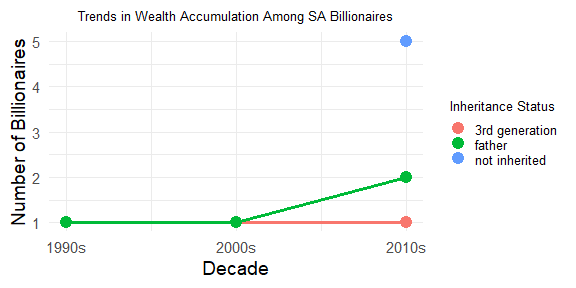 Trends in Wealth Accumulation Among SA Billionaires
Number of Billionaires
5
4
3
2
1
1990s
2000s
2010s
Decade
Inheritance Status
3rd generation
father
not inherited